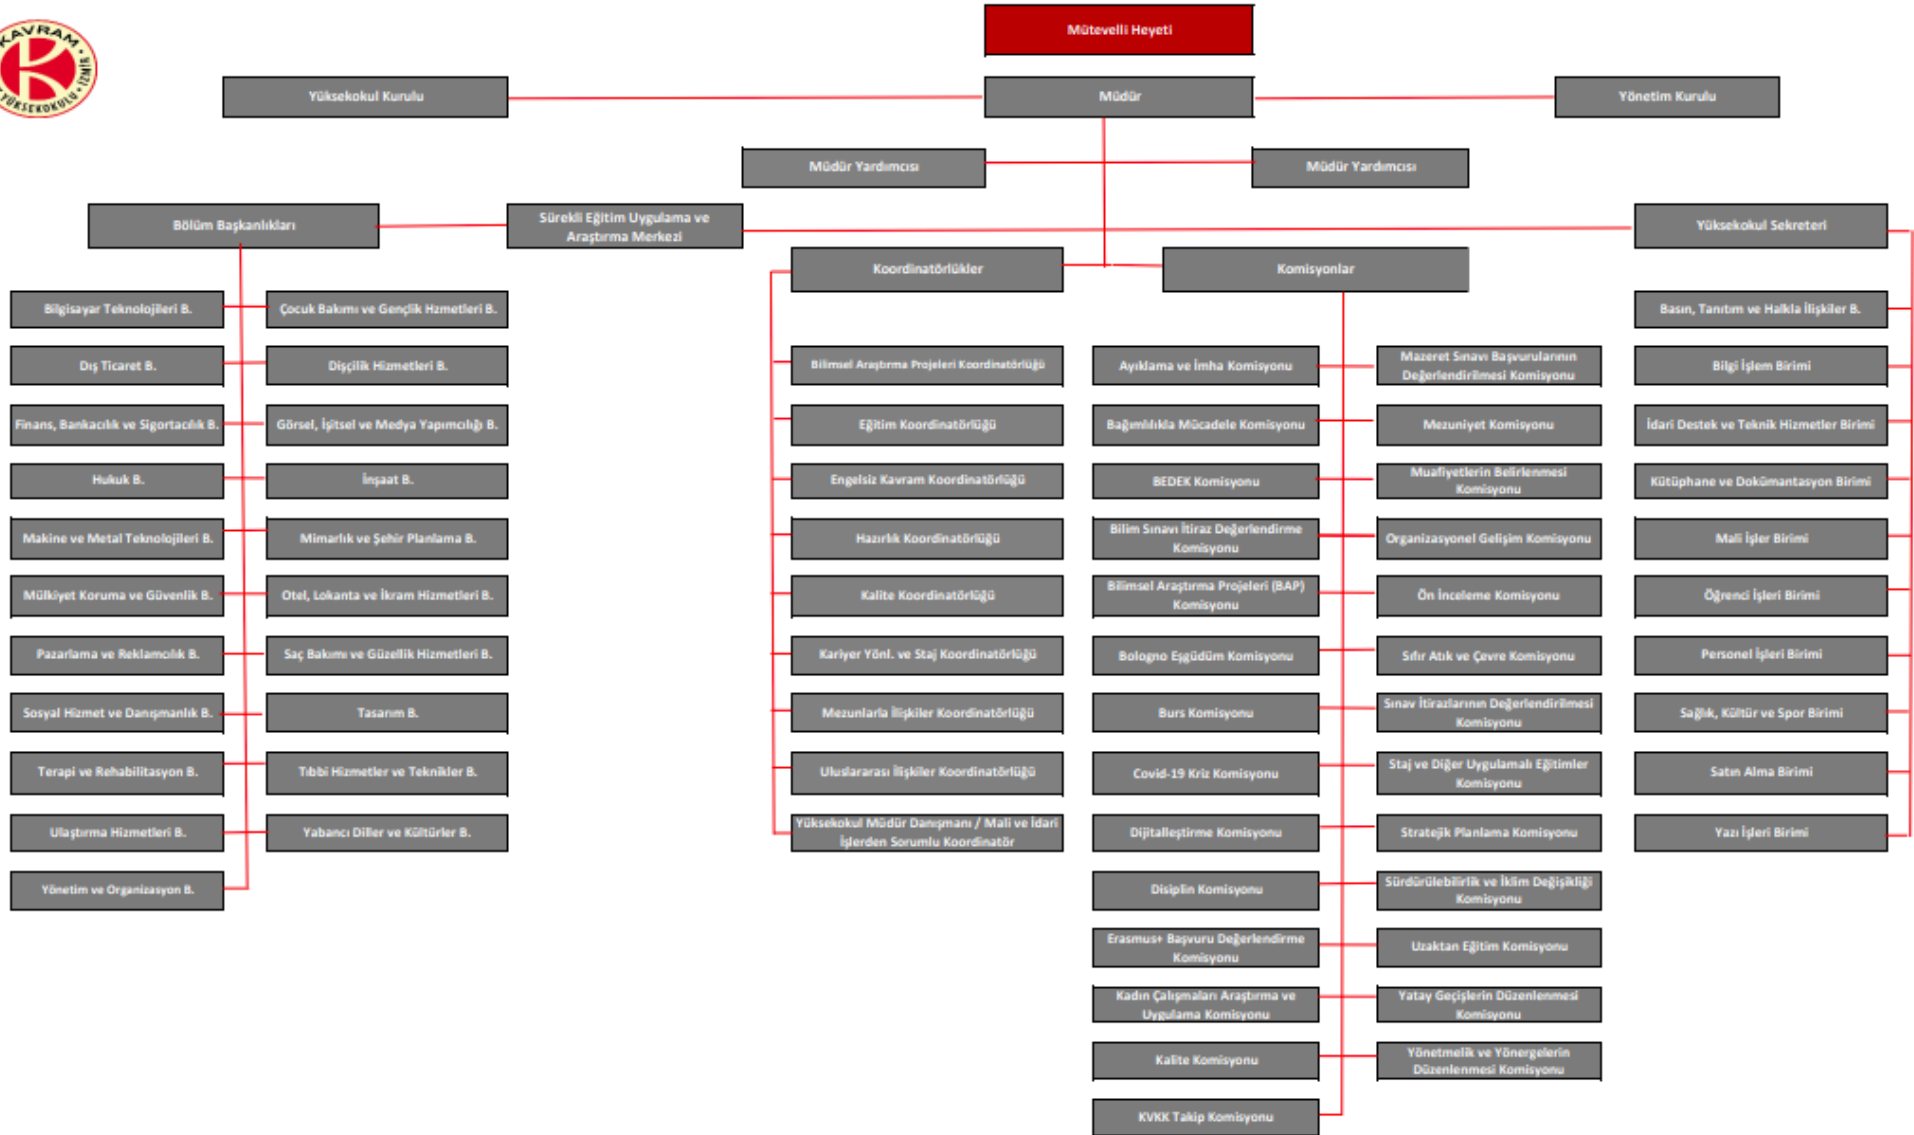 KAVRAM
YÜKSEKOKULU • İZMİR
Mütevelli Heyeti
Yüksekokul Kurulu
Müdür
Yönetim Kurulu
Müdür Yardımcısı
Müdür Yardımcısı
Bölüm Başkanlıkları
Sürekli Eğitim Uygulama ve
Araştırma Merkezi
Yüksekokul Sekreteri
Koordinatörlükler
Komisyonlar
Bilgisayar Teknolojileri B.
Çocuk Bakımı ve Gençlik Hzmetleri B.
Dış Ticaret B.
Dişçilik Hizmetleri B.
Finans, Bankacılık ve Sigortacılık B.
Görsel, İşitsel ve Medya Yapımcılığı B.
Hukuk B.
İnşaat B.
Makine ve Metal Teknolojileri B.
Mimarlık ve Şehir Planlama B.
Mülkiyet Koruma ve Güvenlik B.
Otel, Lokanta ve İkram Hizmetleri B.
Pazarlama ve Reklamcılık B.
Saç Bakımı ve Güzellik Hizmetleri B.
Sosyal Hizmet ve Danışmanlık B.
Tasarım B.
Terapi ve Rehabilitasyon B.
Tıbbi Hizmetler ve Teknikler B.
Ulaştırma Hizmetleri B.
Yabancı Diller ve Kültürler B.
Yönetim ve Organizasyon B.
Bilimsel Araştırma Projeleri Koordinatörlüğü
Eğitim Koordinatörlüğü
Engelsiz Kavram Koordinatörlüğü
Hazırlık Koordinatörlüğü
Kalite Koordinatörlüğü
Kariyer Yönl. ve Staj Koordinatörlüğü
Mezunlarla İlişkiler Koordinatörlüğü
Uluslararası İlişkiler Koordinatörlüğü
Yüksekokul Müdür Danışmanı / Mali ve İdari
İşlerden Sorumlu Koordinatör
Ayıklama ve İmha Komisyonu
Mazeret Sınavı Başvurularının
Değerlendirilmesi Komisyonu
Bağımlılıkla Mücadele Komisyonu
Mezuniyet Komisyonu
BEDEK Komisyonu
Muafiyetlerin Belirlenmesi
Komisyonu
Bilim Sınavı İtiraz Değerlendirme
Komisyonu
Organizasyonel Gelişim Komisyonu
Bilimsel Araştırma Projeleri (BAP)
Komisyonu
Ön İnceleme Komisyonu
Bologno Eşgüdüm Komisyonu
Sıfır Atık ve Çevre Komisyonu
Burs Komisyonu
Sınav İtirazlarının Değerlendirilmesi
Komisyonu
Covid-19 Kriz Komisyonu
Staj ve Diğer Uygulamalı Eğitimler
Komisyonu
Dijitalleştirme Komisyonu
Stratejik Planlama Komisyonu
Disiplin Komisyonu
Sürdürülebilirlik ve İklim Değişikliği
Komisyonu
Erasmus+ Başvuru Değerlendirme
Komisyonu
Uzaktan Eğitim Komisyonu
Kadın Çalışmaları Araştırma ve
Uygulama Komisyonu
Yatay Geçişlerin Düzenlenmesi
Komisyonu
Kalite Komisyonu
Yönetmelik ve Yönergelerin
Düzenlenmesi Komisyonu
KVKK Takip Komisyonu
Basın, Tanıtım ve Halkla İlişkiler B.
Bilgi İşlem Birimi
İdari Destek ve Teknik Hizmetler Birimi
Kütüphane ve Dokümantasyon Birimi
Mali İşler Birimi
Öğrenci İşleri Birimi
Personel İşleri Birimi
Sağlık, Kültür ve Spor Birimi
Satın Alma Birimi
Yazı İşleri Birimi